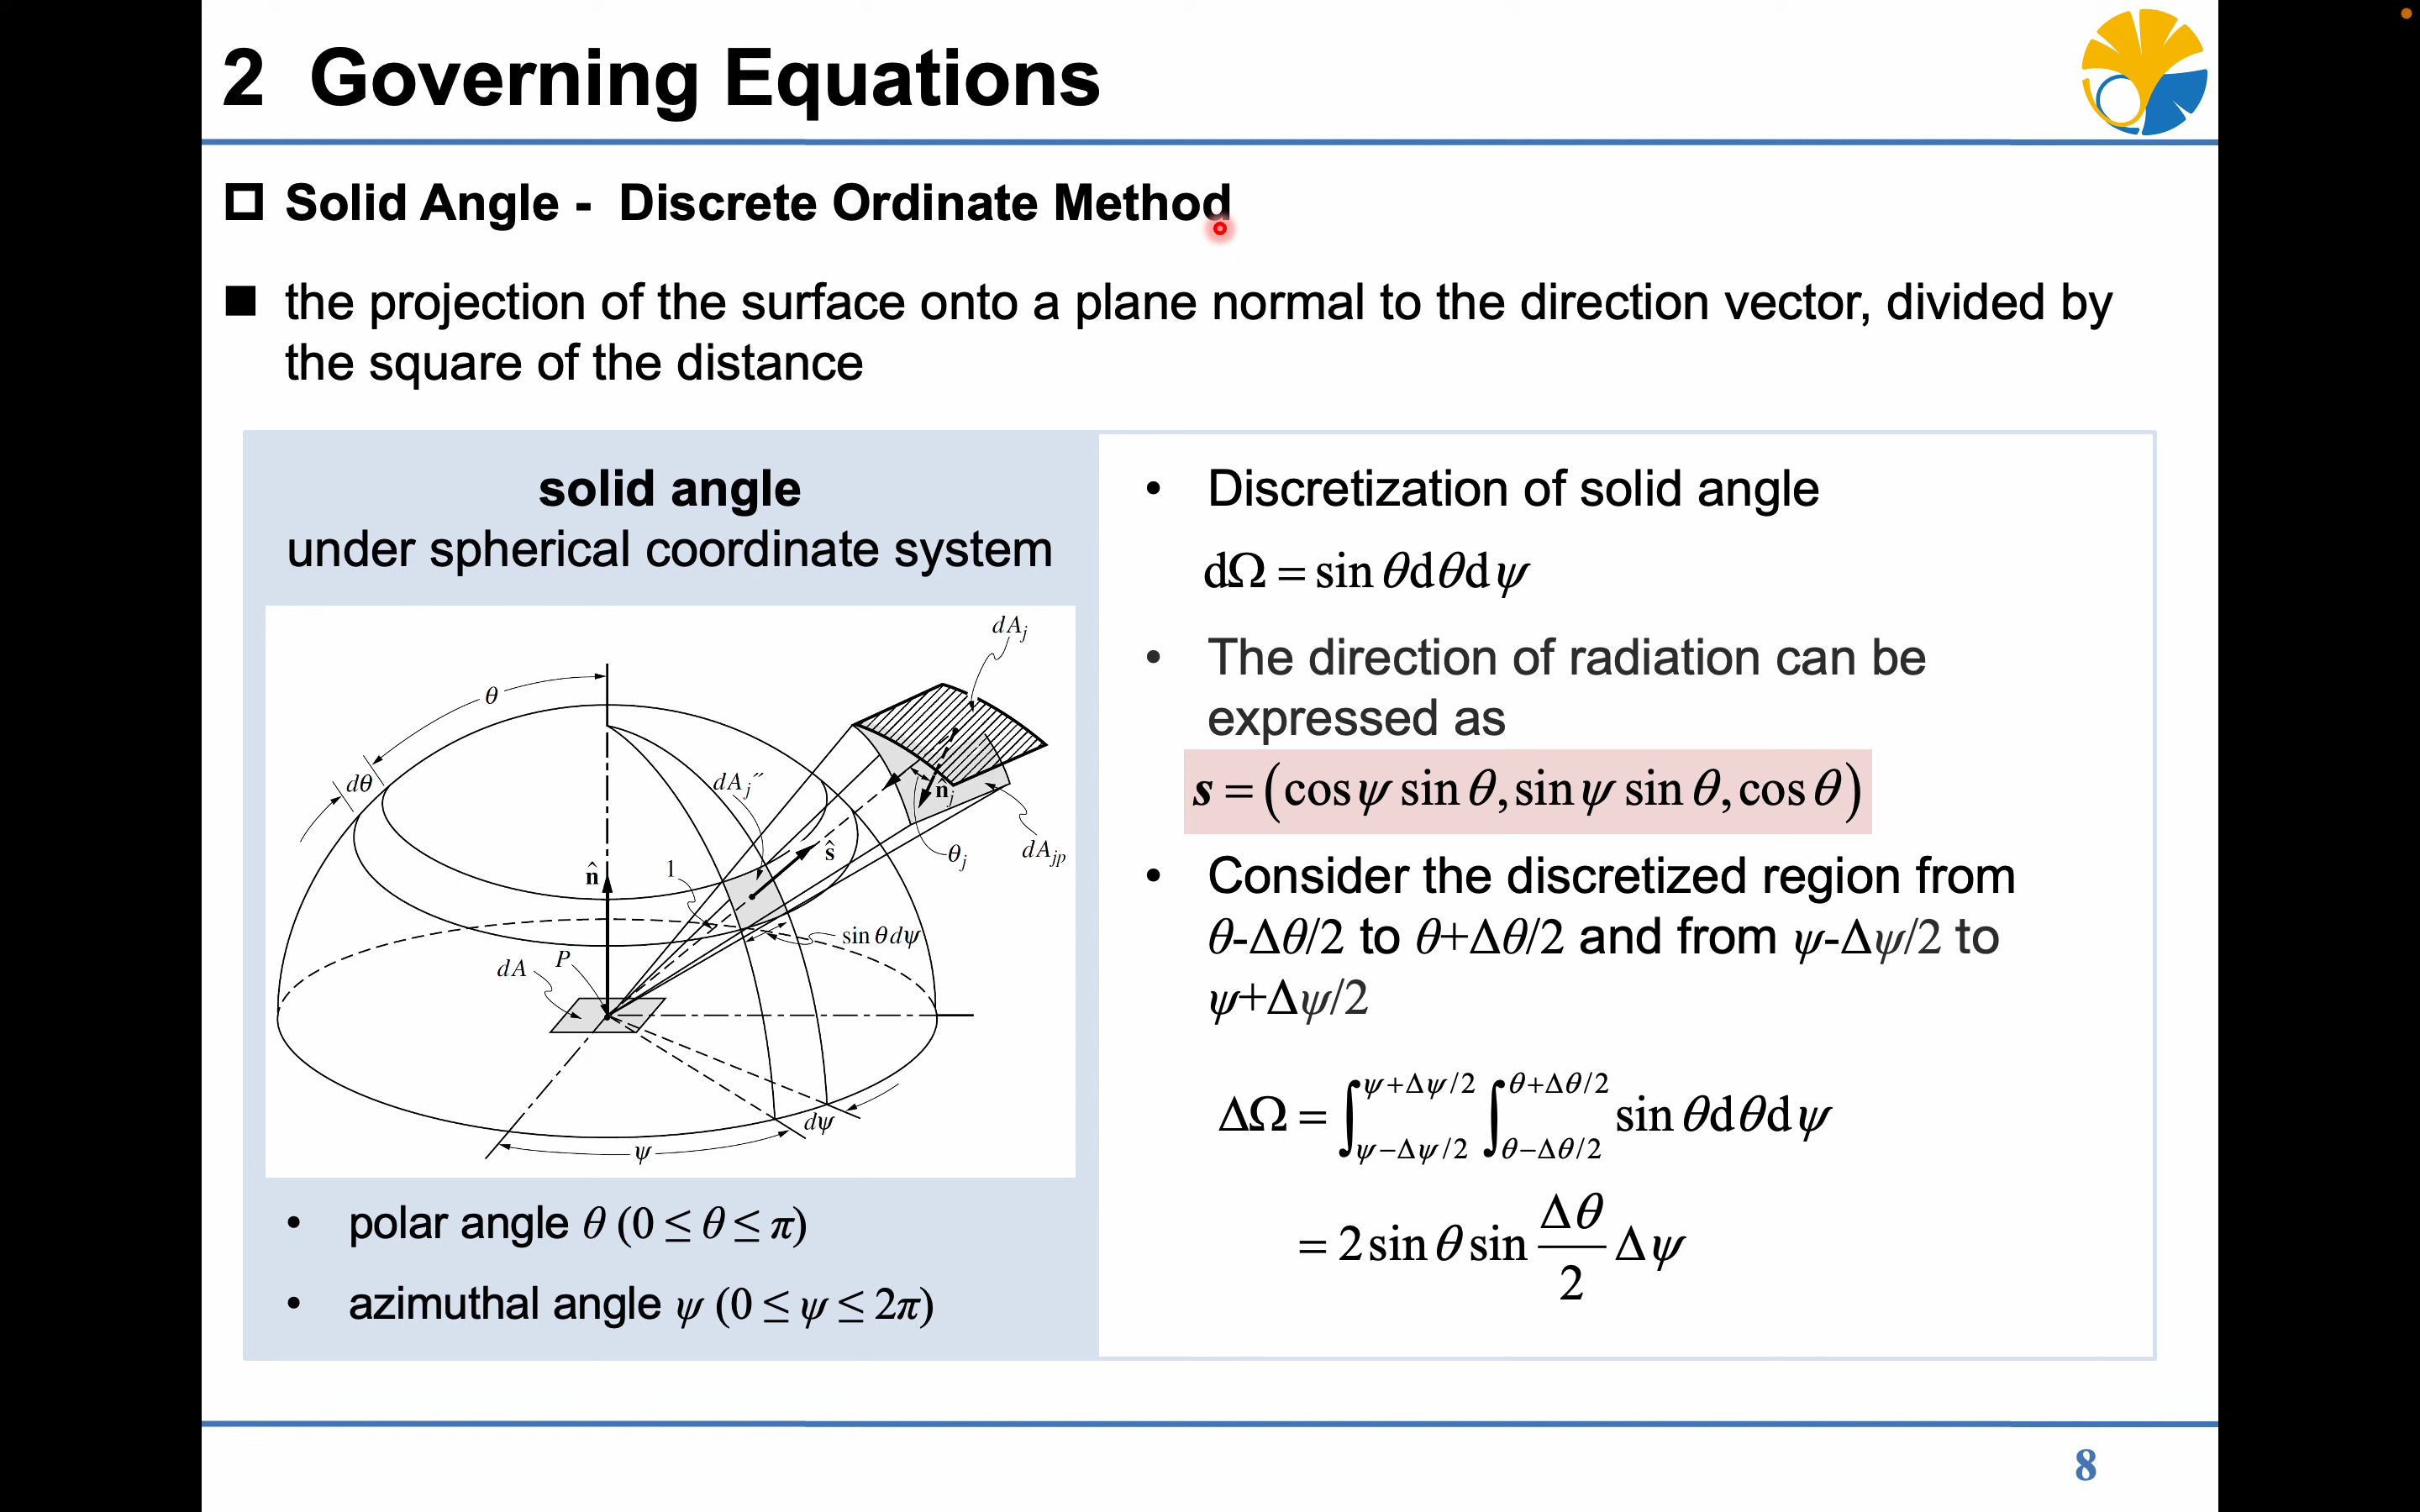 2 Governing Equations
Solid Angle - Discrete Ordinate Method
the projection of the surface onto a plane normal to the direction vector, divided by
the square of the distance
solid angle
under spherical coordinate system
dA_j
θ
dθ
dA_j″
n̂_j
ŝ
θ_j
dA_jp
n̂
1
sin θ dψ
dA
P
dψ
ψ
• polar angle θ (0 ≤ θ ≤ π)
• azimuthal angle ψ (0 ≤ ψ ≤ 2π)
• Discretization of solid angle
dΩ = sin θdθdψ
• The direction of radiation can be
expressed as
s = (cos ψ sin θ, sin ψ sin θ, cos θ)
• Consider the discretized region from
θ-Δθ/2 to θ+Δθ/2 and from ψ-Δψ/2 to
ψ+Δψ/2
ΔΩ = ∫_{ψ−Δψ/2}^{ψ+Δψ/2} ∫_{θ−Δθ/2}^{θ+Δθ/2} sin θdθdψ
= 2 sin θ sin Δθ/2 Δψ
8